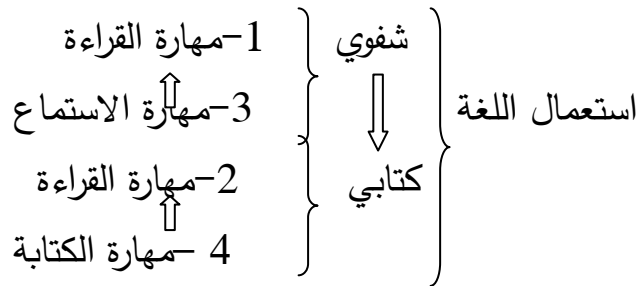 شفوي
1-مهارة القراءة
3-مهارة الاستماع
استعمال اللغة
كتابي
2-مهارة القراءة
4 -مهارة الكتابة